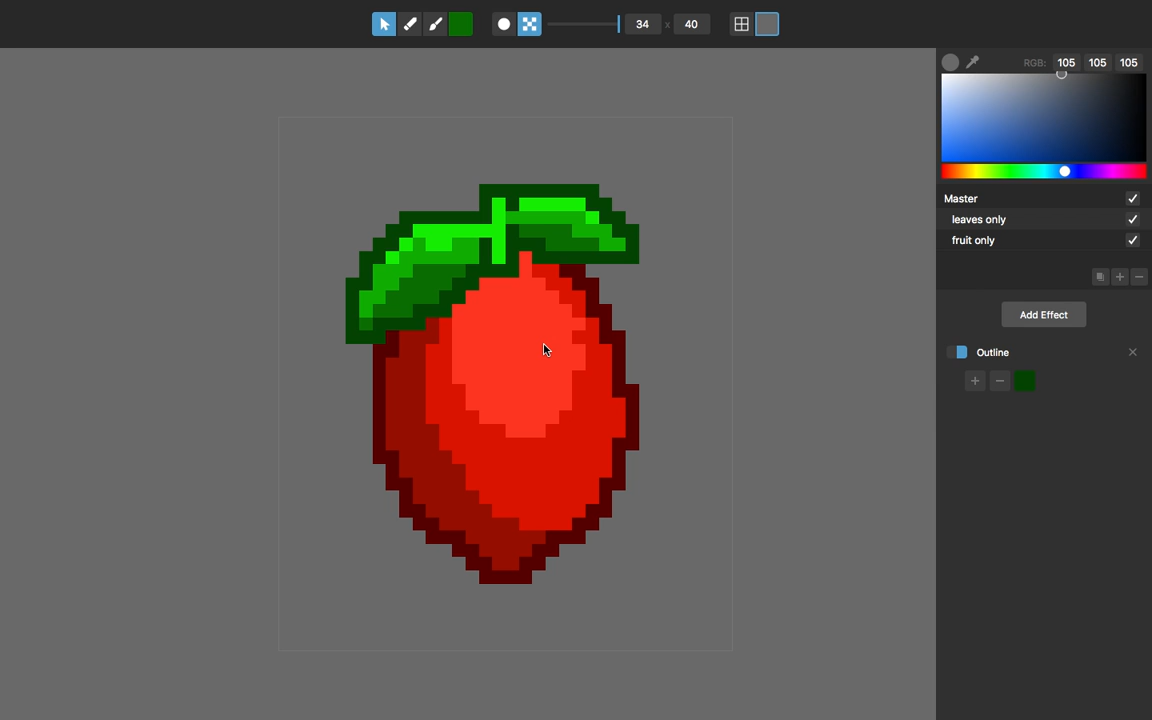 34 x 40
RGB: 105 105 105
Master
leaves only
fruit only
Add Effect
Outline